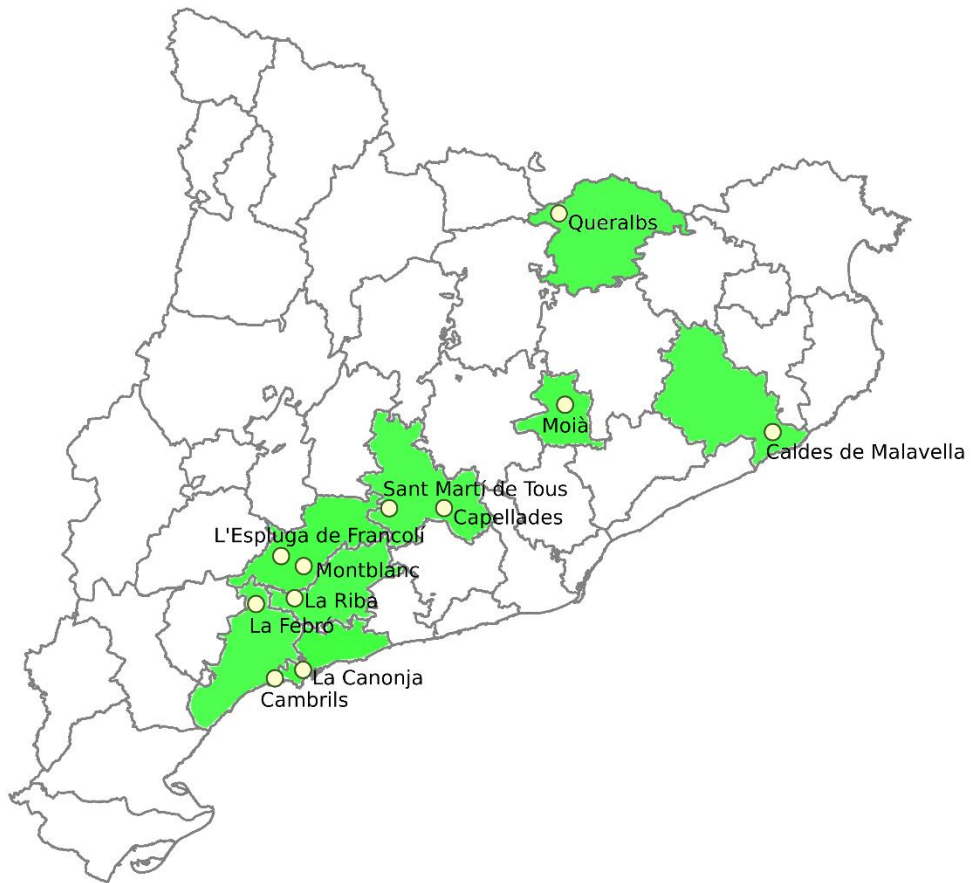 Queralbs
Moià
Caldes de Malavella
Sant Martí de Tous
Capellades
L'Espluga de Francolí
Montblanc
La Riba
La Febró
La Canonja
Cambrils